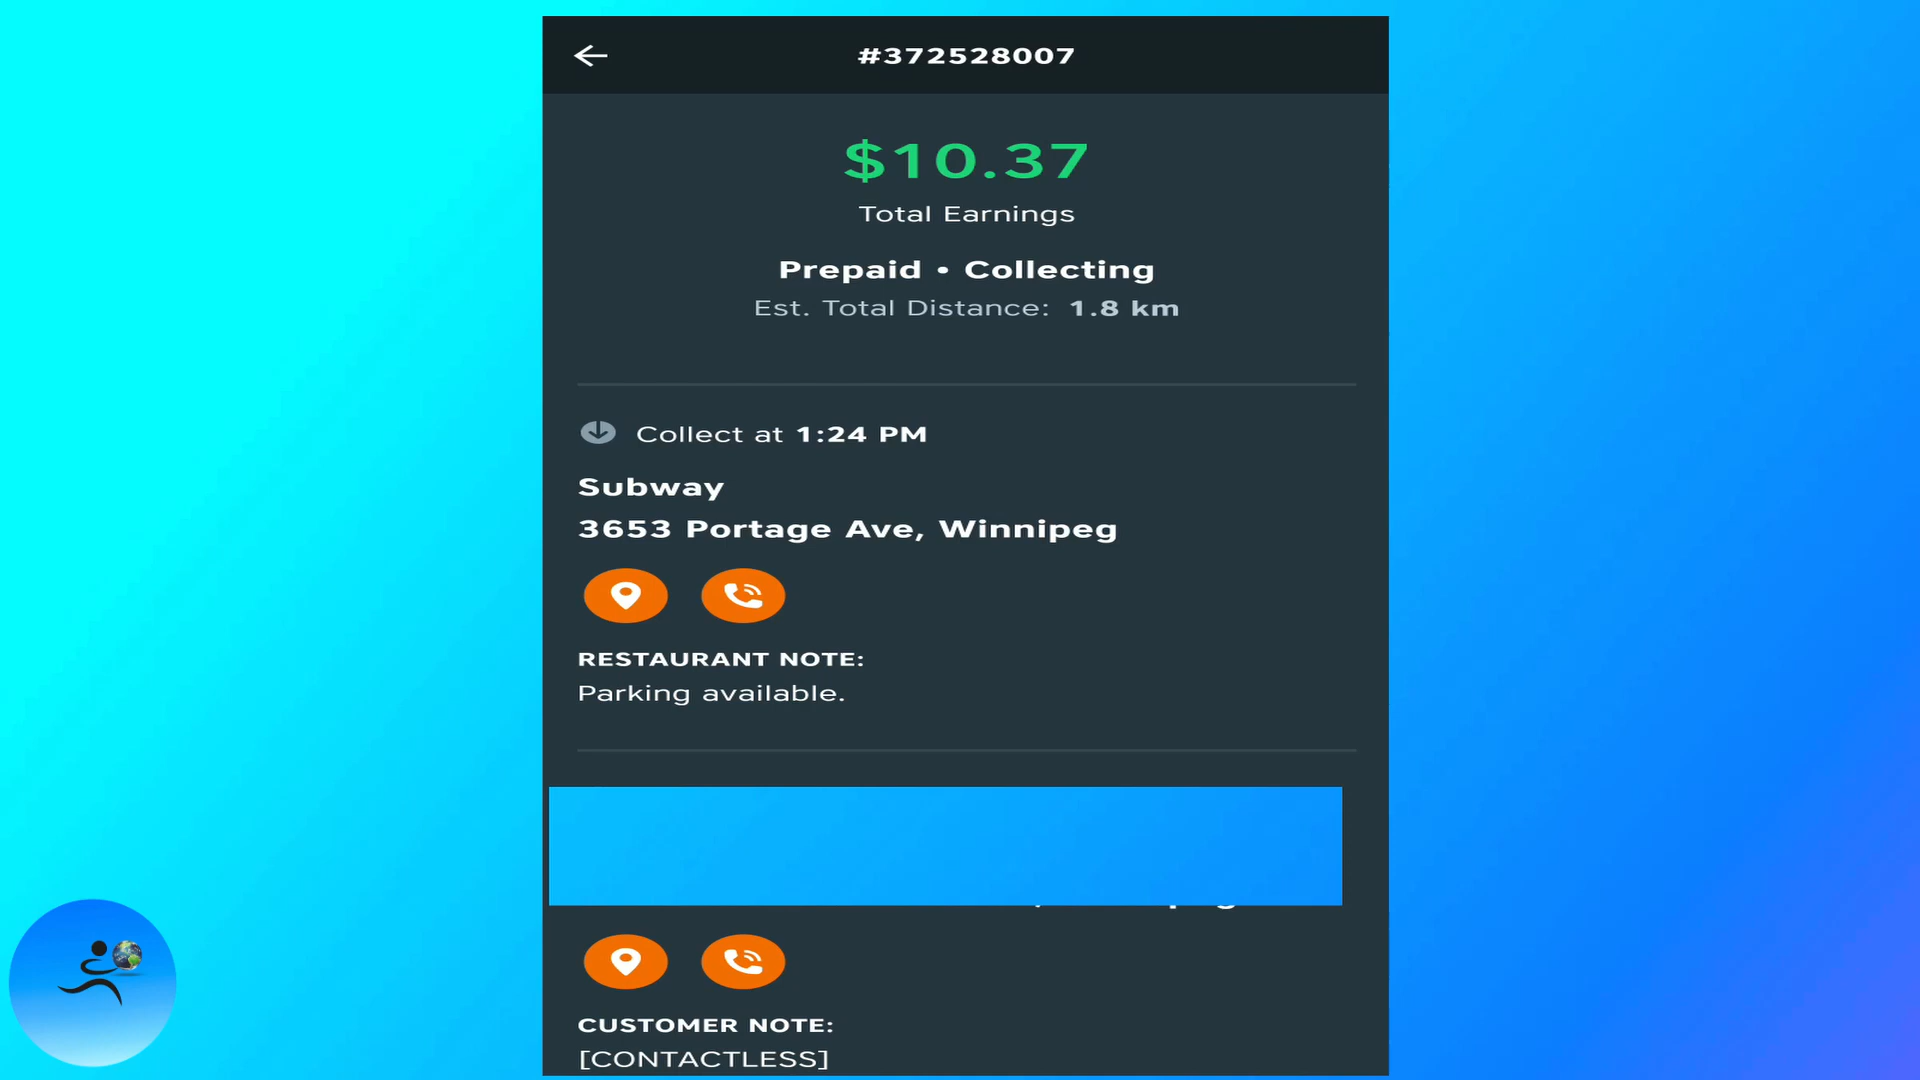 #372528007
$10.37
Total Earnings
Prepaid • Collecting
Est. Total Distance: 1.8 km
Collect at 1:24 PM
Subway
3653 Portage Ave, Winnipeg
RESTAURANT NOTE:
Parking available.
CUSTOMER NOTE:
[CONTACTLESS]